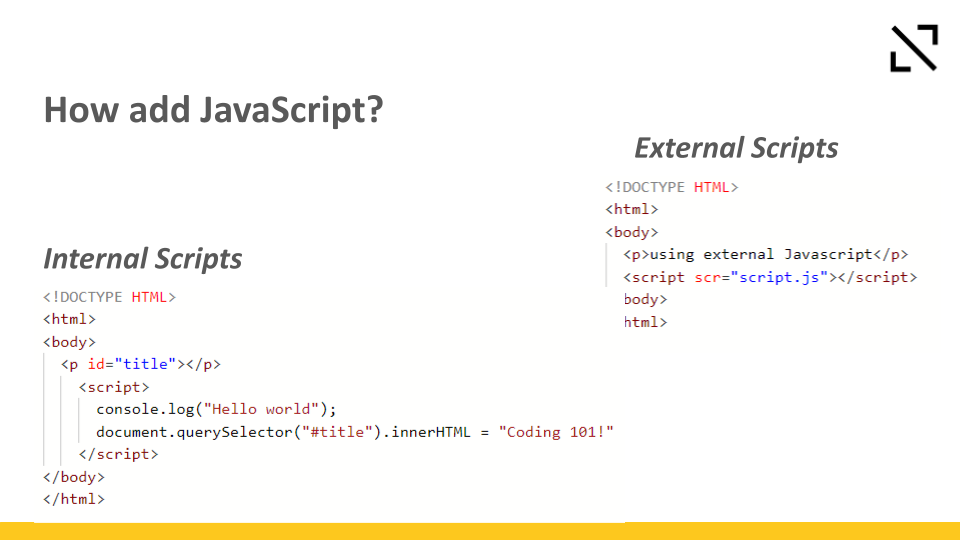 How add JavaScript?
External Scripts
<!DOCTYPE HTML>
<html>
<body>
<p>using external Javascript</p>
<script scr="script.js"></script>
body>
html>
Internal Scripts
<!DOCTYPE HTML>
<html>
<body>
<p id="title"></p>
<script>
console.log("Hello world");
document.querySelector("#title").innerHTML = "Coding 101!"
</script>
</body>
</html>